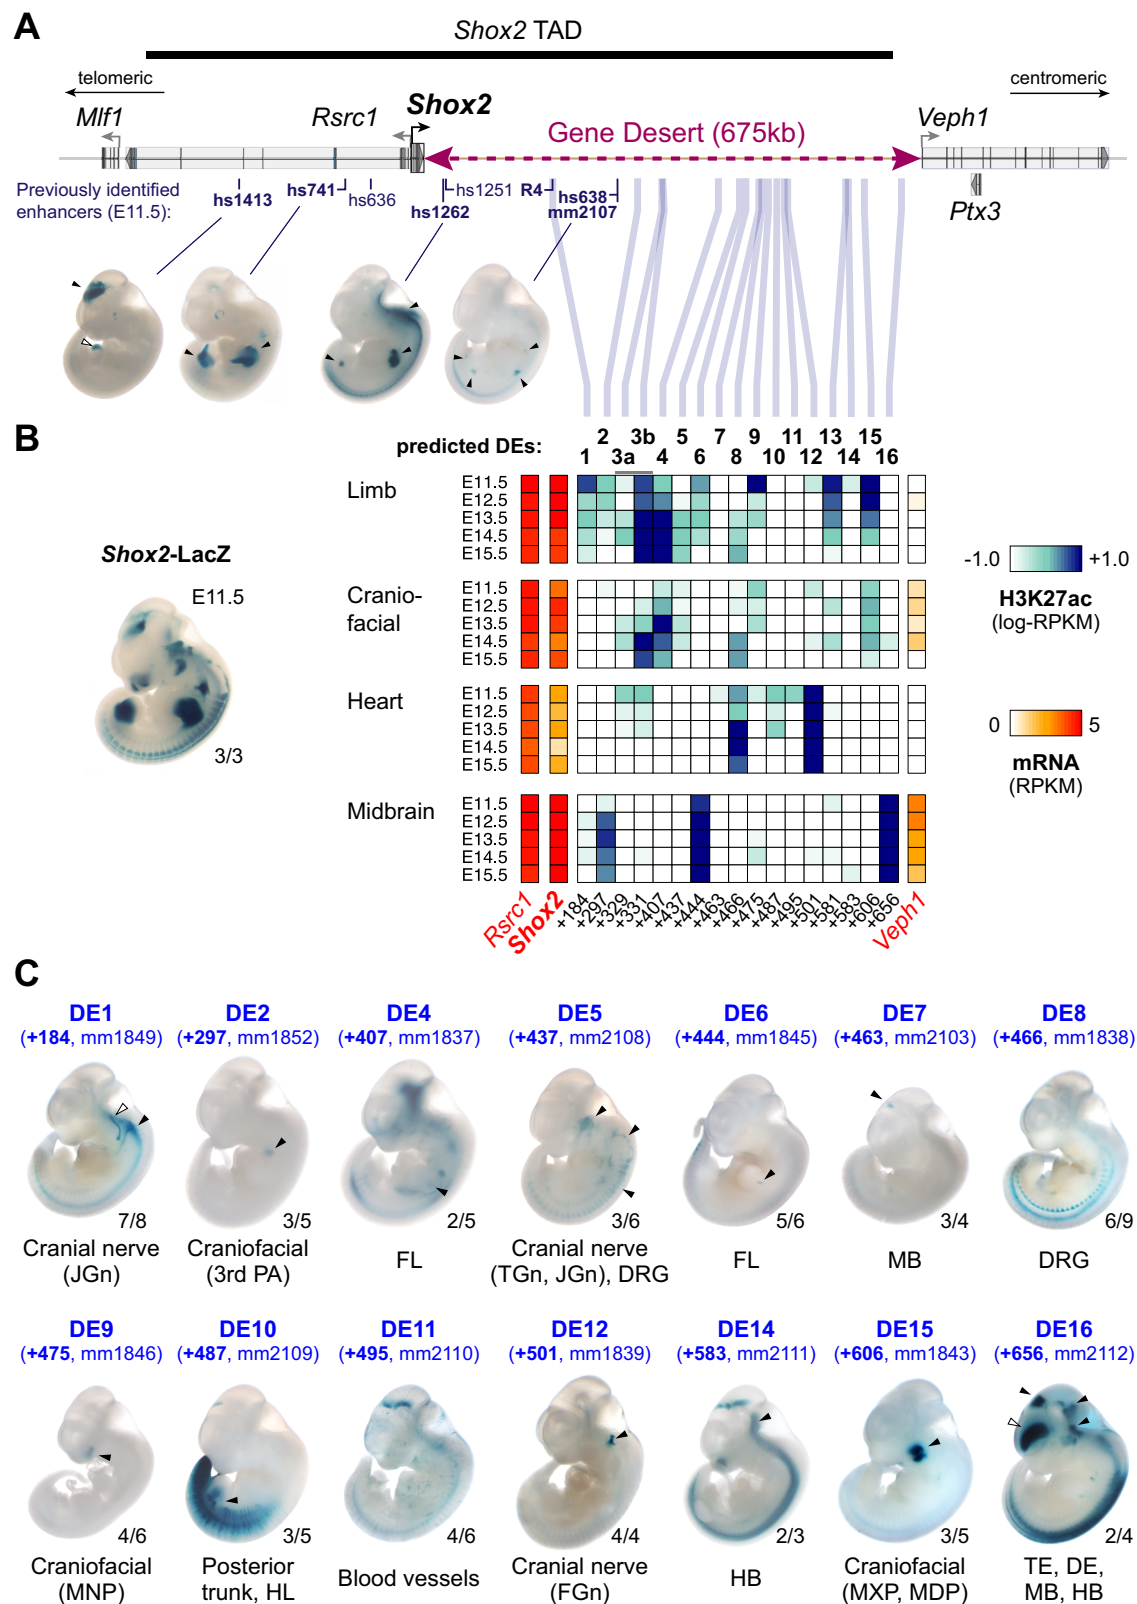 A
Shox2 TAD
telomeric
centromeric
Mlf1
Rsrc1
Shox2
Gene Desert (675kb)
Veph1
Ptx3
Previously identified
enhancers (E11.5):
hs1413
hs741
hs636
hs1262
hs1251
R4
hs638
mm2107
B
predicted DEs:
2 3b 5 7 9 11 13 15
1 3a 4 6 8 10 12 14 16
Shox2-LacZ
E11.5
3/3
Limb
E11.5
E12.5
E13.5
E14.5
E15.5
Cranio-
facial
E11.5
E12.5
E13.5
E14.5
E15.5
Heart
E11.5
E12.5
E13.5
E14.5
E15.5
Midbrain
E11.5
E12.5
E13.5
E14.5
E15.5
Rsrc1 Shox2 +184 +297 +329 +331 +407 +437 +444 +463 +466 +475 +487 +495 +501 +581 +583 +606 +656 Veph1
-1.0 +1.0
H3K27ac
(log-RPKM)
0 5
mRNA
(RPKM)
C
DE1 DE2 DE4 DE5 DE6 DE7 DE8
(+184, mm1849) (+297, mm1852) (+407, mm1837) (+437, mm2108) (+444, mm1845) (+463, mm2103) (+466, mm1838)
7/8 3/5 2/5 3/6 5/6 3/4 6/9
Cranial nerve
(JGn)
Craniofacial
(3rd PA)
FL
Cranial nerve
(TGn, JGn), DRG
FL
MB
DRG
DE9 DE10 DE11 DE12 DE14 DE15 DE16
(+475, mm1846) (+487, mm2109) (+495, mm2110) (+501, mm1839) (+583, mm2111) (+606, mm1843) (+656, mm2112)
4/6 3/5 4/6 4/4 2/3 3/5 2/4
Craniofacial
(MNP)
Posterior
trunk, HL
Blood vessels
Cranial nerve
(FGn)
HB
Craniofacial
(MXP, MDP)
TE, DE,
MB, HB